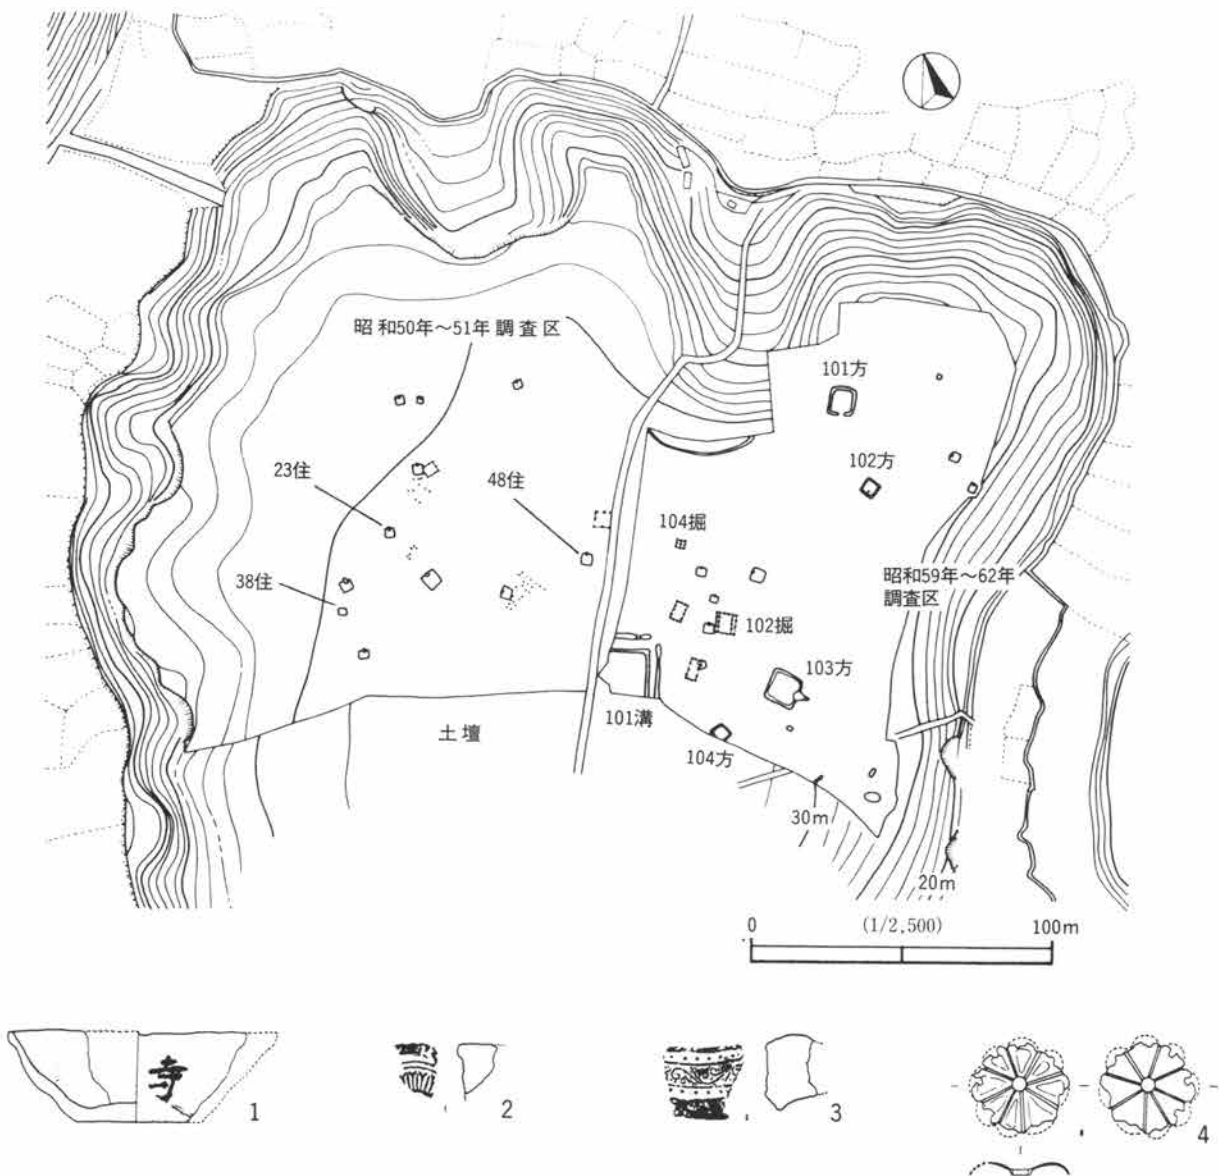 昭和50年～51年調査区
101方
102方
23住
48住
104掘
38住
昭和59年～62年
調査区
102掘
103方
101溝
土壇
104方
30m
20m
0 (1/2,500) 100m
寺
1
2
3
4